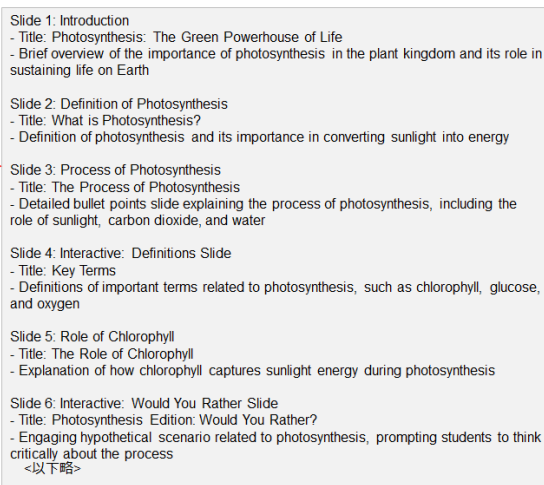 Slide 1: Introduction
- Title: Photosynthesis: The Green Powerhouse of Life
- Brief overview of the importance of photosynthesis in the plant kingdom and its role in
sustaining life on Earth
Slide 2: Definition of Photosynthesis
- Title: What is Photosynthesis?
- Definition of photosynthesis and its importance in converting sunlight into energy
Slide 3: Process of Photosynthesis
- Title: The Process of Photosynthesis
- Detailed bullet points slide explaining the process of photosynthesis, including the
role of sunlight, carbon dioxide, and water
Slide 4: Interactive: Definitions Slide
- Title: Key Terms
- Definitions of important terms related to photosynthesis, such as chlorophyll, glucose,
and oxygen
Slide 5: Role of Chlorophyll
- Title: The Role of Chlorophyll
- Explanation of how chlorophyll captures sunlight energy during photosynthesis
Slide 6: Interactive: Would You Rather Slide
- Title: Photosynthesis Edition: Would You Rather?
- Engaging hypothetical scenario related to photosynthesis, prompting students to think
critically about the process
<以下略>